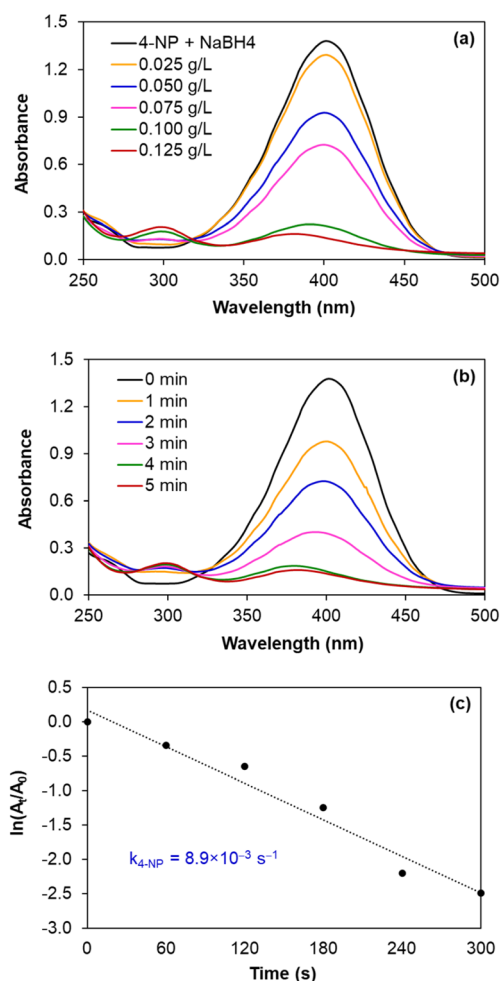 (a)
4-NP + NaBH4
0.025 g/L
0.050 g/L
0.075 g/L
0.100 g/L
0.125 g/L
Absorbance
1.5
1.2
0.9
0.6
0.3
0.0
250 300 350 400 450 500
Wavelength (nm)
(b)
0 min
1 min
2 min
3 min
4 min
5 min
Absorbance
1.5
1.2
0.9
0.6
0.3
0.0
250 300 350 400 450 500
Wavelength (nm)
(c)
ln(Aₜ/A₀)
0.5
0.0
-0.5
-1.0
-1.5
-2.0
-2.5
-3.0
k₄₋NP = 8.9×10⁻³ s⁻¹
0 60 120 180 240 300
Time (s)